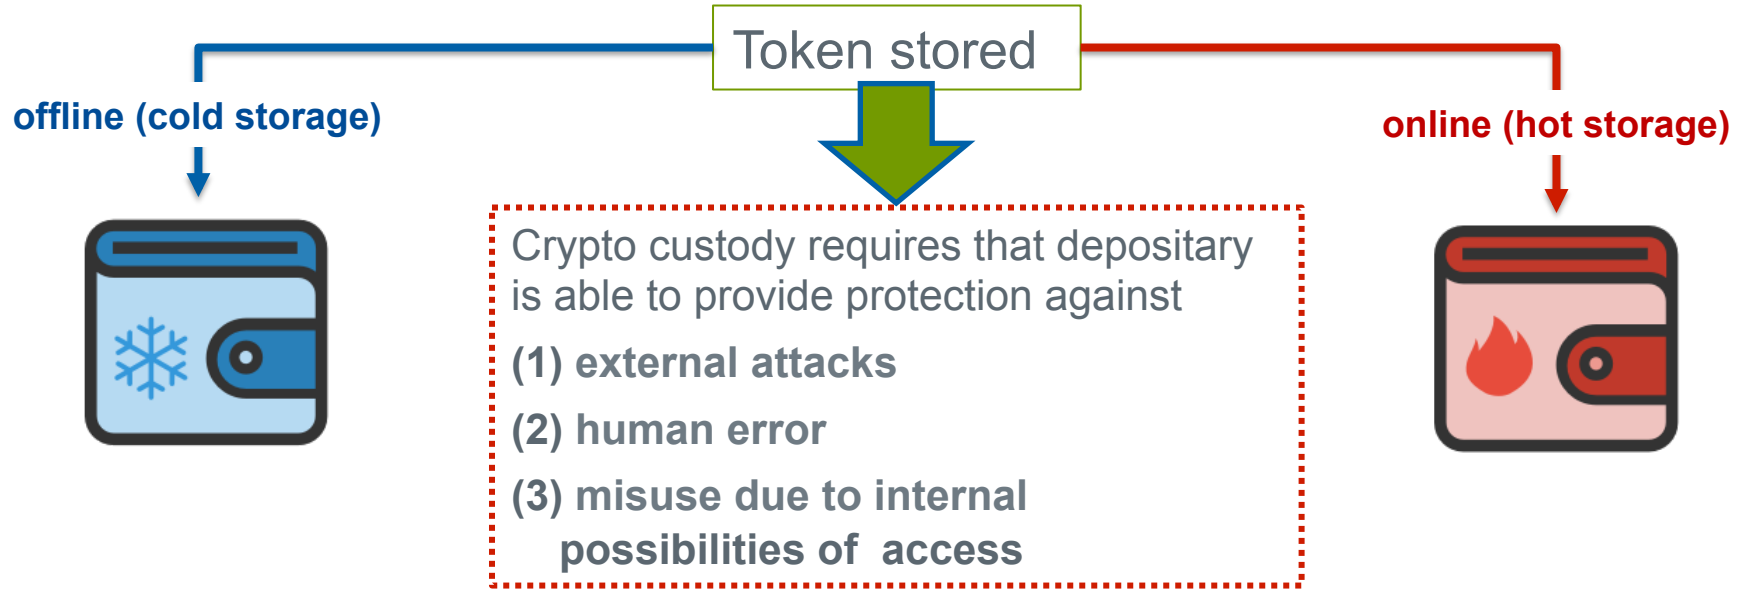 Token stored
offline (cold storage)
online (hot storage)
Crypto custody requires that depositary
is able to provide protection against
(1) external attacks
(2) human error
(3) misuse due to internal
possibilities of access